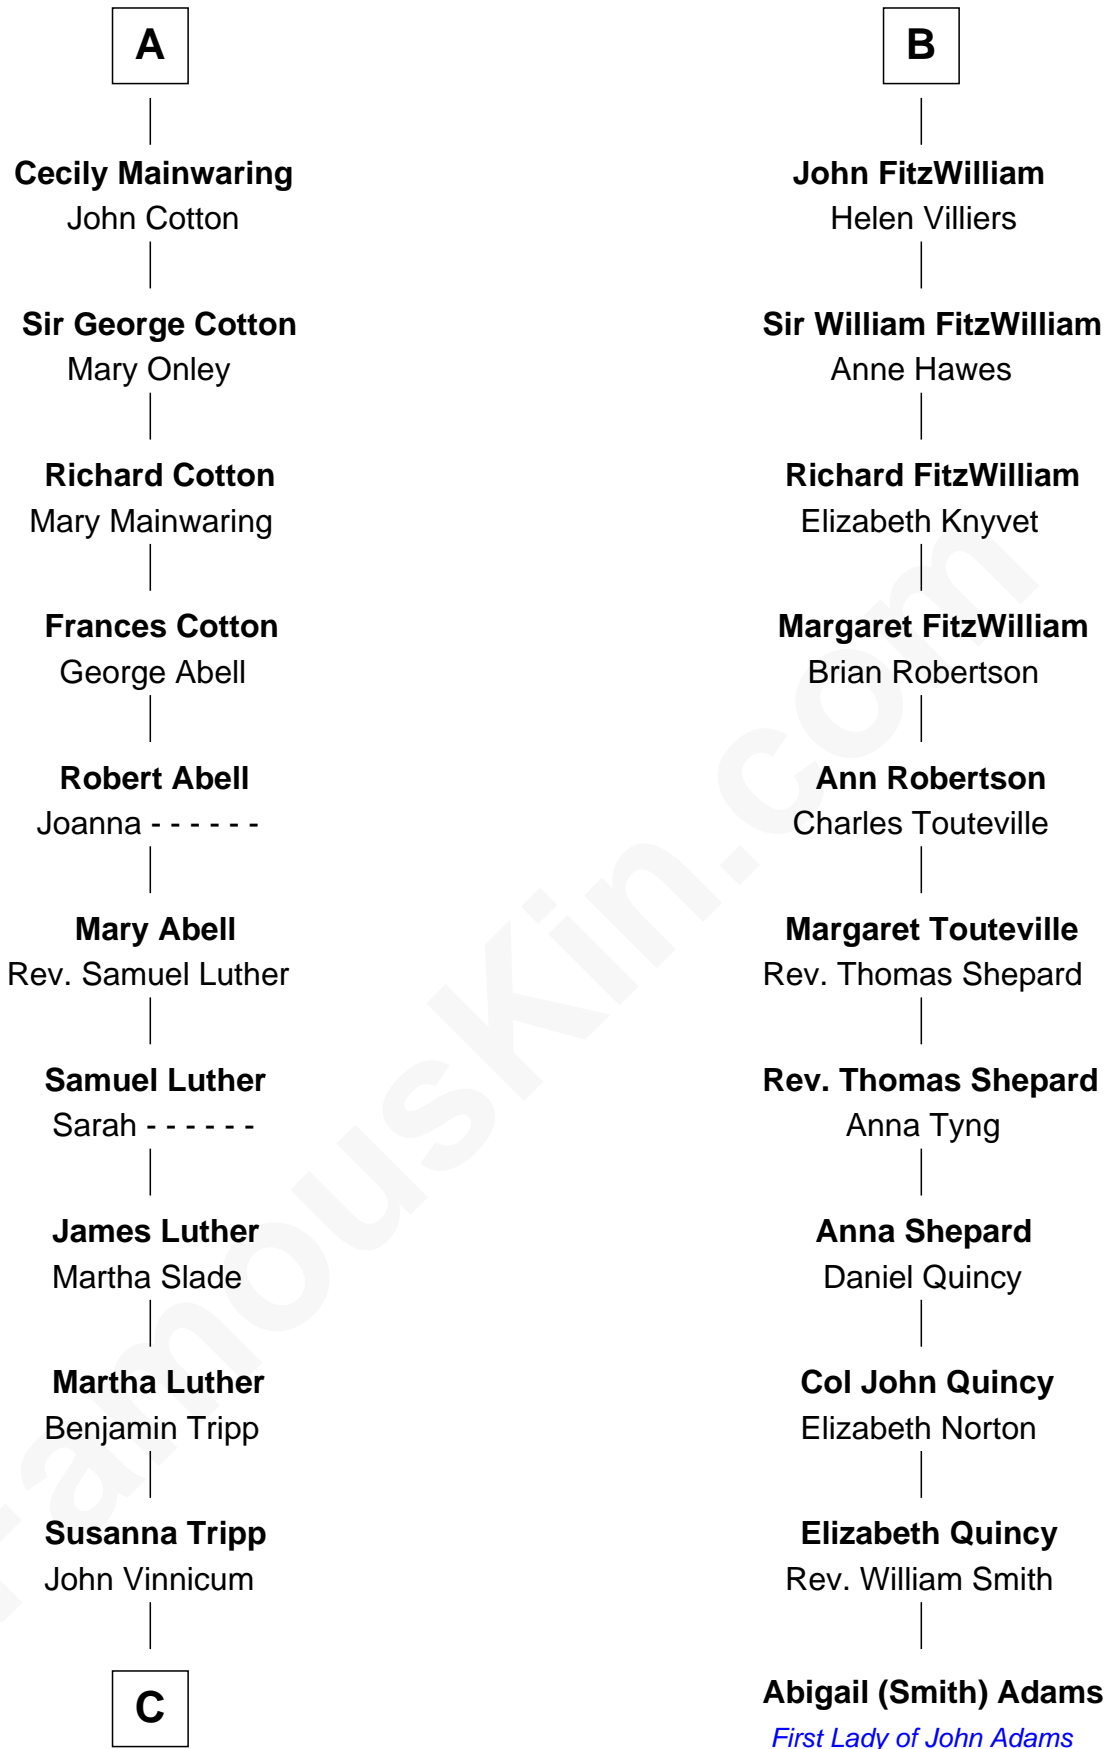 A
Cecily Mainwaring
John Cotton
Sir George Cotton
Mary Onley
Richard Cotton
Mary Mainwaring
Frances Cotton
George Abell
Robert Abell
Joanna - - - - - -
Mary Abell
Rev. Samuel Luther
Samuel Luther
Sarah - - - - - -
James Luther
Martha Slade
Martha Luther
Benjamin Tripp
Susanna Tripp
John Vinnicum
C
B
John FitzWilliam
Helen Villiers
Sir William FitzWilliam
Anne Hawes
Richard FitzWilliam
Elizabeth Knyvet
Margaret FitzWilliam
Brian Robertson
Ann Robertson
Charles Touteville
Margaret Touteville
Rev. Thomas Shepard
Rev. Thomas Shepard
Anna Tyng
Anna Shepard
Daniel Quincy
Col John Quincy
Elizabeth Norton
Elizabeth Quincy
Rev. William Smith
Abigail (Smith) Adams
First Lady of John Adams
FamousKin.com